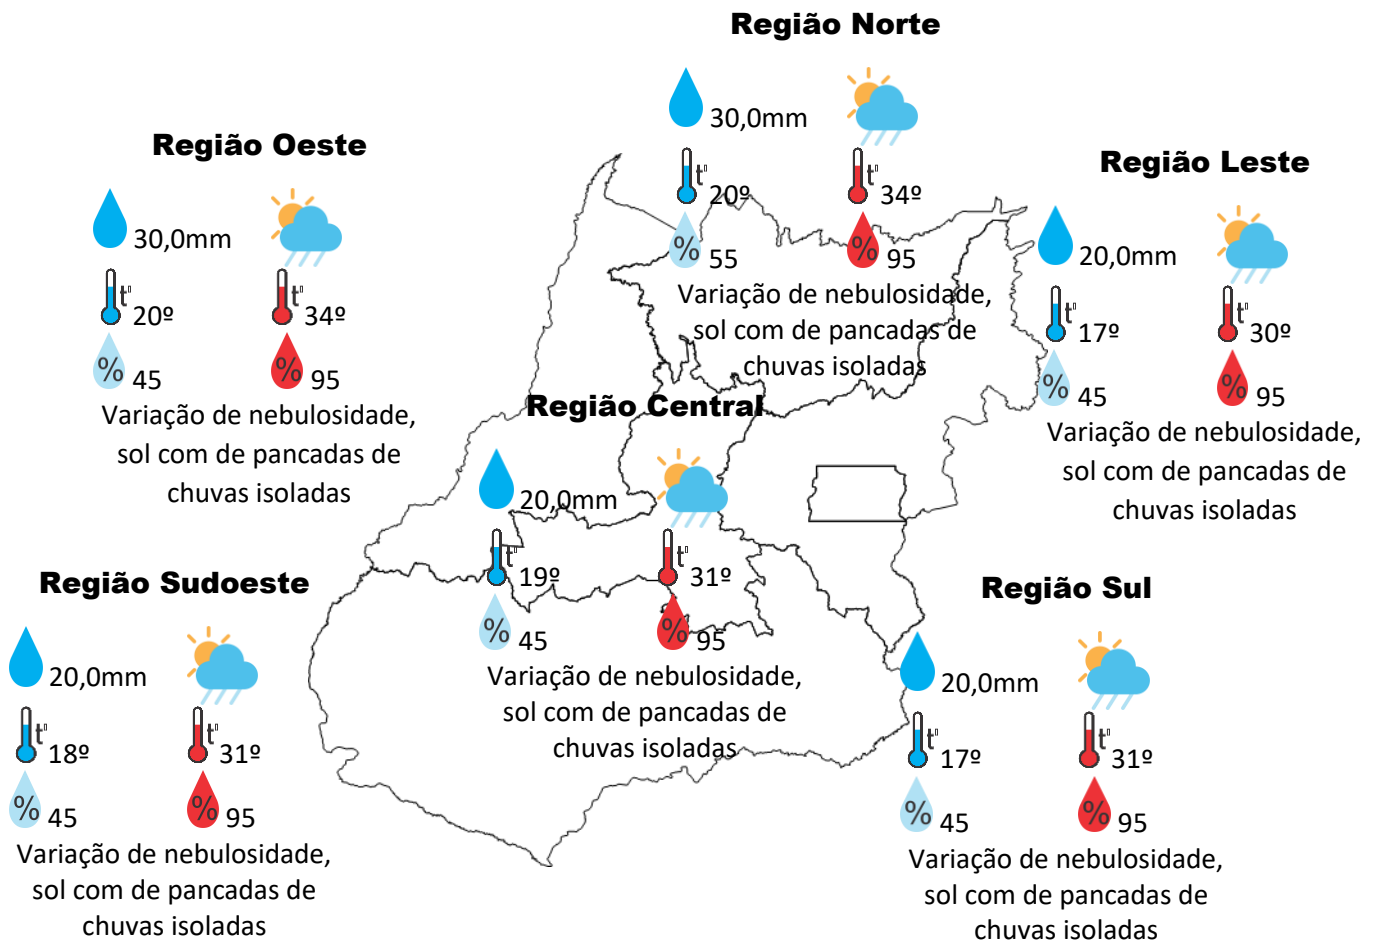 Região Norte
30,0mm
t°
20º
t°
34º
%
55
%
95
Variação de nebulosidade,
sol com de pancadas de
chuvas isoladas
Região Oeste
30,0mm
t°
20º
t°
34º
%
45
%
95
Variação de nebulosidade,
sol com de pancadas de
chuvas isoladas
Região Leste
20,0mm
t°
17º
t°
30º
%
45
%
95
Variação de nebulosidade,
sol com de pancadas de
chuvas isoladas
Região Central
20,0mm
t°
19º
t°
31º
%
45
%
95
Variação de nebulosidade,
sol com de pancadas de
chuvas isoladas
Região Sudoeste
20,0mm
t°
18º
t°
31º
%
45
%
95
Variação de nebulosidade,
sol com de pancadas de
chuvas isoladas
Região Sul
20,0mm
t°
17º
t°
31º
%
45
%
95
Variação de nebulosidade,
sol com de pancadas de
chuvas isoladas